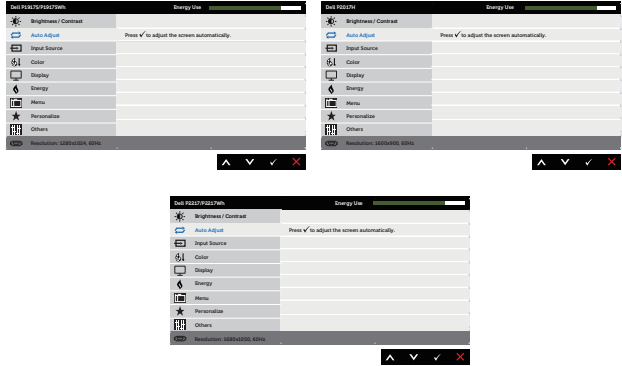 Dell P1917S/P1917SWh Energy Use
Brightness / Contrast
Auto Adjust Press ✓ to adjust the screen automatically.
Input Source
Color
Display
Energy
Menu
Personalize
Others
Resolution: 1280x1024, 60Hz
Dell P2017H Energy Use
Brightness / Contrast
Auto Adjust Press ✓ to adjust the screen automatically.
Input Source
Color
Display
Energy
Menu
Personalize
Others
Resolution: 1600x900, 60Hz
Dell P2217/P2217Wh Energy Use
Brightness / Contrast
Auto Adjust Press ✓ to adjust the screen automatically.
Input Source
Color
Display
Energy
Menu
Personalize
Others
Resolution: 1680x1050, 60Hz